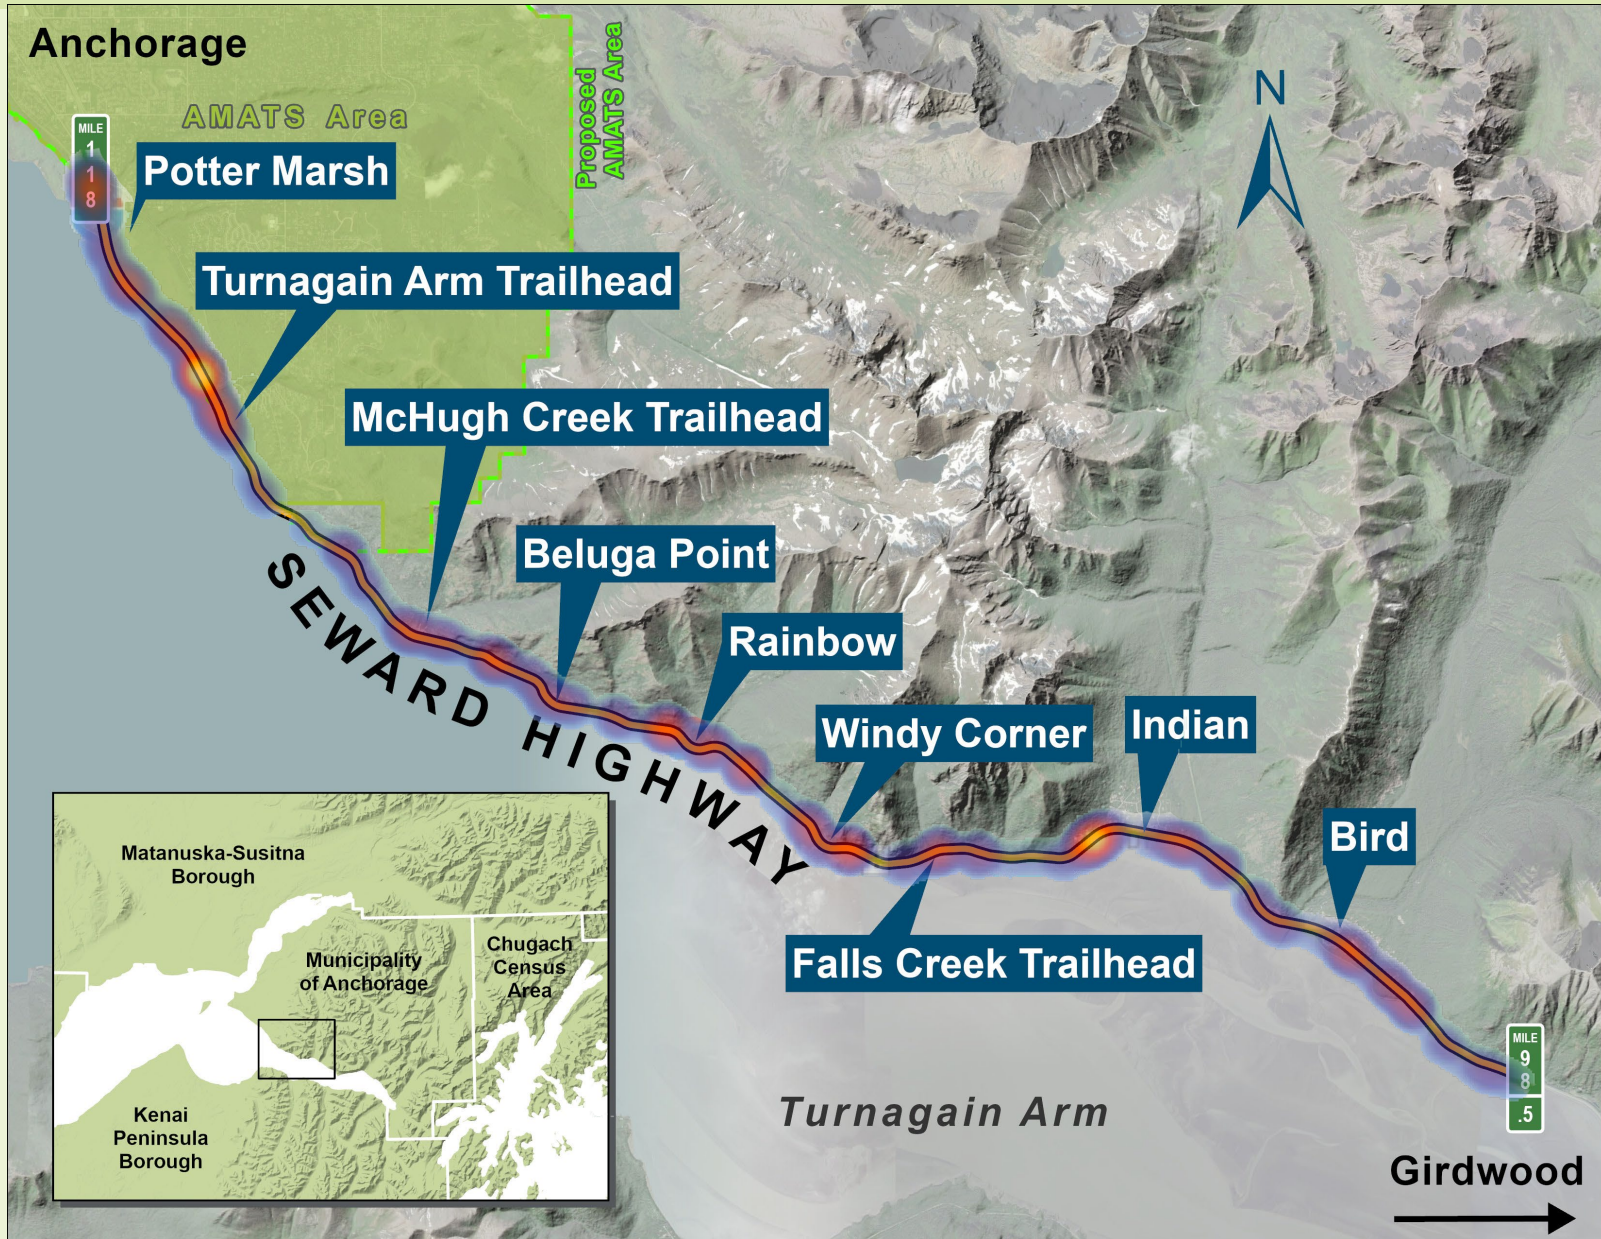 Anchorage
AMATS Area
Proposed
AMATS Area
N
MILE
1
1
8
Potter Marsh
Turnagain Arm Trailhead
McHugh Creek Trailhead
Beluga Point
Rainbow
Windy Corner
Indian
Bird
Falls Creek Trailhead
SEWARD HIGHWAY
Matanuska-Susitna
Borough
Municipality
of Anchorage
Chugach
Census
Area
Kenai
Peninsula
Borough
Turnagain Arm
MILE
9
8
.5
Girdwood